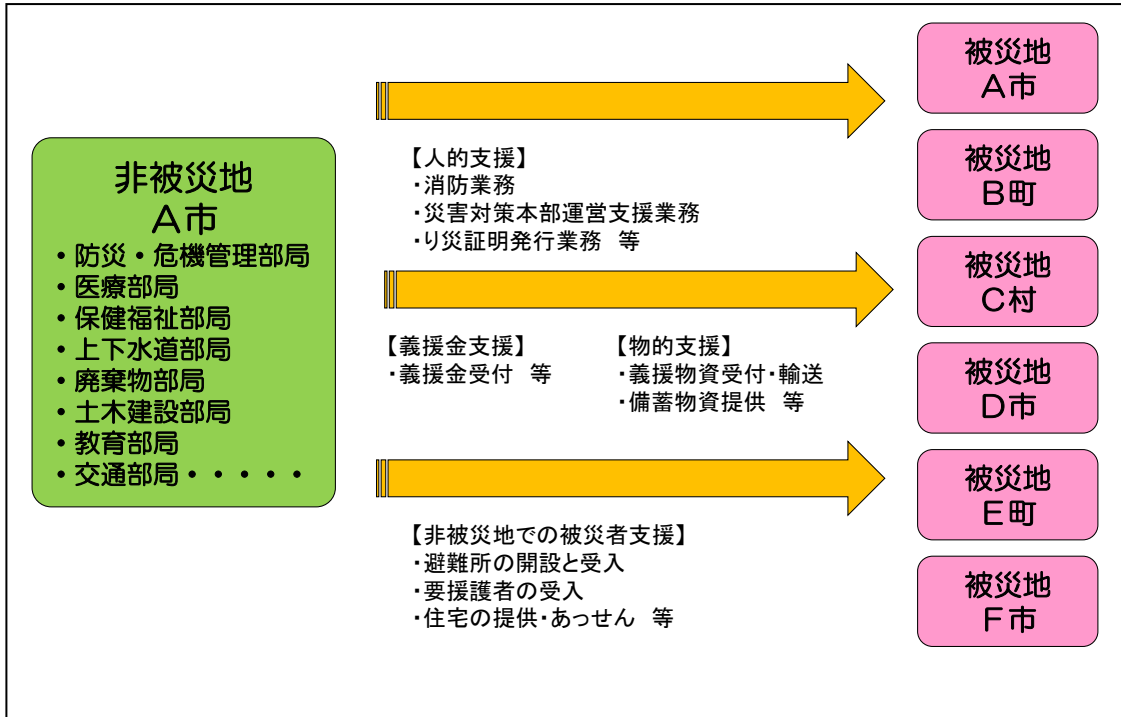 非被災地
A市
・防災・危機管理部局
・医療部局
・保健福祉部局
・上下水道部局
・廃棄物部局
・土木建設部局
・教育部局
・交通部局・・・・・
【人的支援】
・消防業務
・災害対策本部運営支援業務
・り災証明発行業務 等
【義援金支援】
・義援金受付 等
【物的支援】
・義援物資受付・輸送
・備蓄物資提供 等
【非被災地での被災者支援】
・避難所の開設と受入
・要援護者の受入
・住宅の提供・あっせん 等
被災地
A市
被災地
B町
被災地
C村
被災地
D市
被災地
E町
被災地
F市